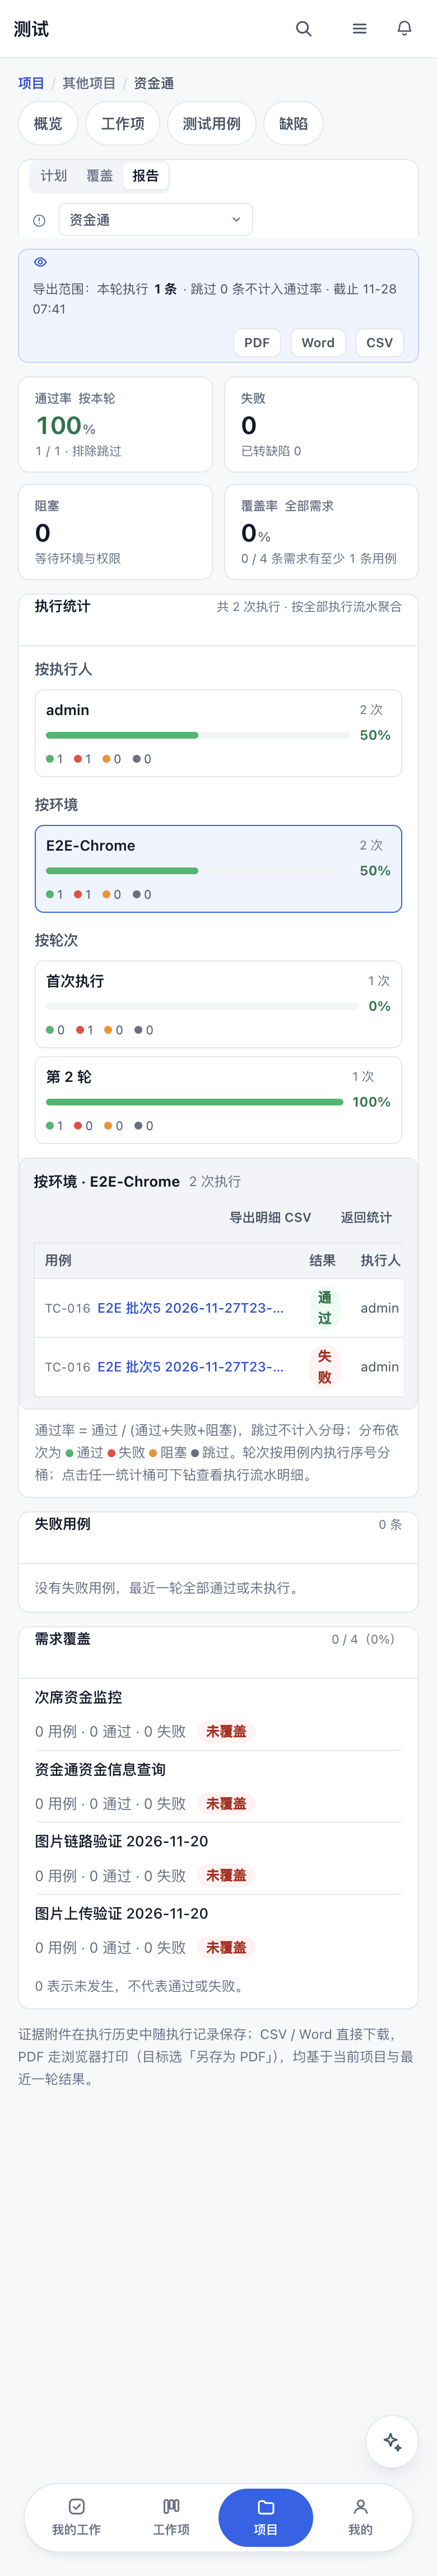 测试
项目 / 其他项目 / 资金通
概览 工作项 测试用例 缺陷
计划 覆盖 报告
资金通
导出范围：本轮执行 1 条 · 跳过 0 条不计入通过率 · 截止 11-28
07:41
PDF Word CSV
通过率 按本轮
100%
1 / 1 · 排除跳过
失败
0
已转缺陷 0
阻塞
0
等待环境与权限
覆盖率 全部需求
0%
0 / 4 条需求有至少 1 条用例
执行统计 共 2 次执行 · 按全部执行流水聚合
按执行人
admin 2 次
50%
1 1 0 0
按环境
E2E-Chrome 2 次
50%
1 1 0 0
按轮次
首次执行 1 次
0%
0 1 0 0
第 2 轮 1 次
100%
1 0 0 0
按环境 · E2E-Chrome 2 次执行
导出明细 CSV 返回统计
用例 结果 执行人
TC-016 E2E 批次5 2026-11-27T23-... 通过 admin
TC-016 E2E 批次5 2026-11-27T23-... 失败 admin
通过率 = 通过 / (通过+失败+阻塞)，跳过不计入分母；分布依
次为 通过 失败 阻塞 跳过。轮次按用例内执行序号分
桶；点击任一统计桶可下钻查看执行流水明细。
失败用例 0 条
没有失败用例，最近一轮全部通过或未执行。
需求覆盖 0 / 4（0%）
次席资金监控
0 用例 · 0 通过 · 0 失败 未覆盖
资金通资金信息查询
0 用例 · 0 通过 · 0 失败 未覆盖
图片链路验证 2026-11-20
0 用例 · 0 通过 · 0 失败 未覆盖
图片上传验证 2026-11-20
0 用例 · 0 通过 · 0 失败 未覆盖
0 表示未发生，不代表通过或失败。
证据附件在执行历史中随执行记录保存；CSV / Word 直接下载，
PDF 走浏览器打印（目标选「另存为 PDF」），均基于当前项目与最
近一轮结果。
我的工作 工作项 项目 我的